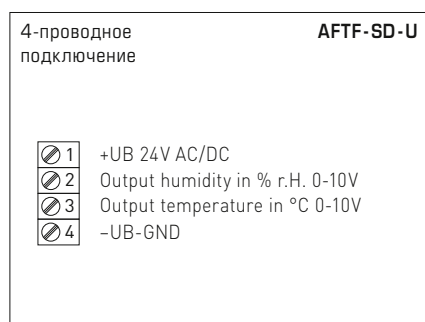 4-проводное AFTF-SD-U
подключение
1 +UB 24V AC/DC
2 Output humidity in % r.H. 0-10V
3 Output temperature in °C 0-10V
4 –UB-GND